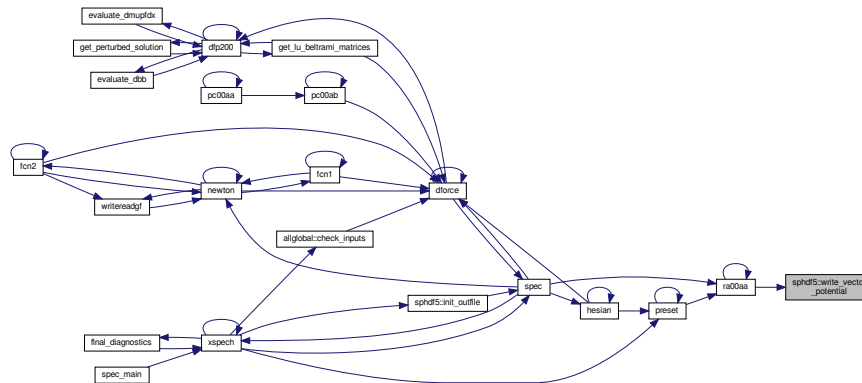 evaluate_dmupfdx
get_perturbed_solution
dfp200
get_lu_beltrami_matrices
evaluate_dbb
pc00aa
pc00ab
fcn2
fcn1
newton
dforce
writereadgf
allglobal::check_inputs
spec
ra00aa
sphdf5::write_vector
_potential
sphdf5::init_outfile
hesian
preset
final_diagnostics
xspech
spec_main